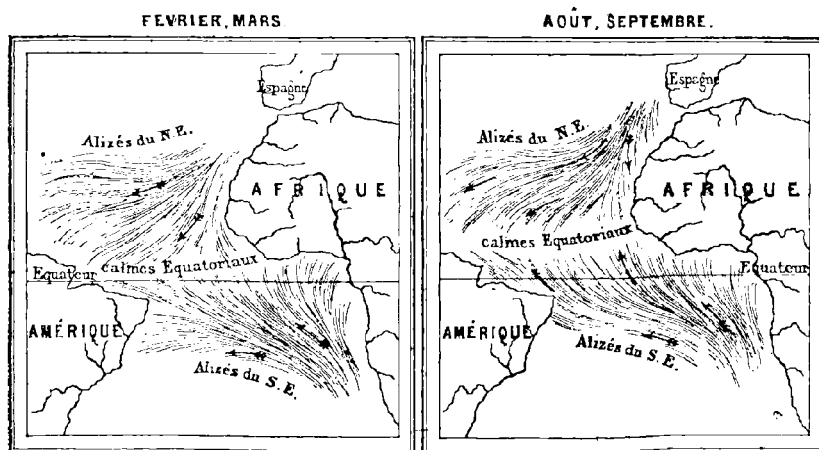 FEVRIER, MARS.
Espagne
Alizés du N.E.
AFRIQUE
calmes Equatoriaux
Equateur
AMÉRIQUE
Alizés du S.E.
AOÛT, SEPTEMBRE.
Espagne
Alizés du N.E.
AFRIQUE
calmes Equatoriaux
Equateur
AMÉRIQUE
Alizés du S.E.